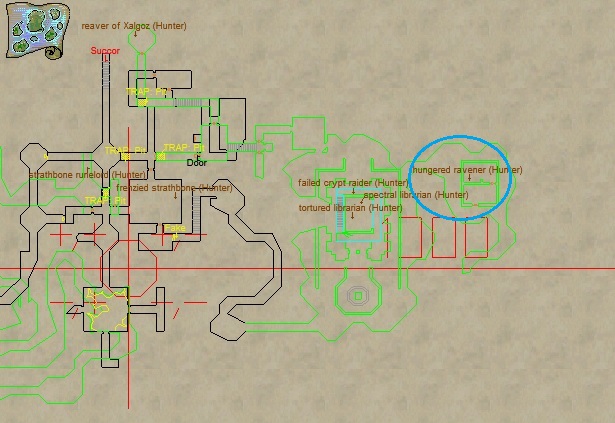 reaver of Xalgoz (Hunter)
Succor
TRAP_Pit
TRAP_Pit
TRAP_Pit
Door
strathbone runelord (Hunter)
frenzied strathbone (Hunter)
TRAP_Pit
Fake
hungered ravener (Hunter)
failed crypt raider (Hunter)
spectral librarian (Hunter)
tortured librarian (Hunter)